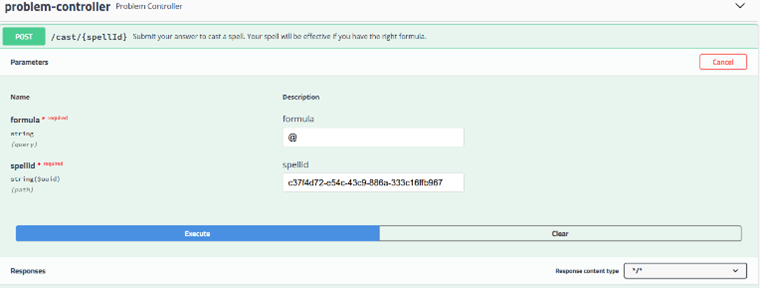 problem-controller Problem Controller
POST /cast/{spellId} Submit your answer to cast a spell. Your spell will be effective if you have the right formula.
Parameters
Cancel
Name Description
formula * required formula
string
(query)
@
spellId * required spellId
string($uuid)
(path)
c37f4d72-e54c-43c9-886a-333c16ffb967
Execute Clear
Responses Response content type */*